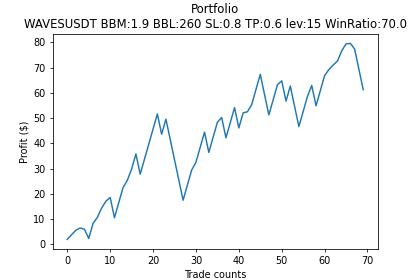 Portfolio
WAVESUSDT BBM:1.9 BBL:260 SL:0.8 TP:0.6 lev:15 WinRatio:70.0
80
70
60
50
40
30
20
10
0
Profit ($)
0 10 20 30 40 50 60 70
Trade counts